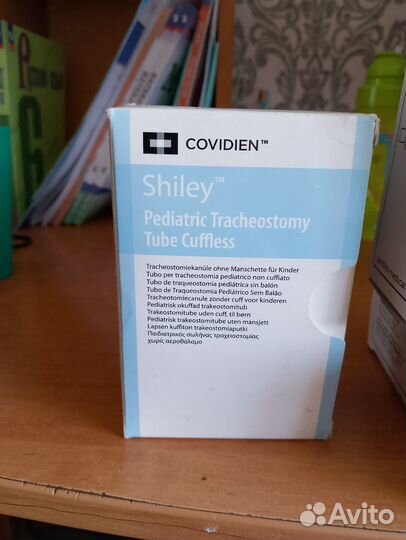 COVIDIEN™
Shiley™
Pediatric Tracheostomy
Tube Cuffless
Tracheostomiekanüle ohne Manschette für Kinder
Tubo per tracheostomia pediatrico non cuffiato
Tubo de traqueostomía pediátrica sin balón
Tubo de Traqueostomia Pediátrico Sem Balão
Tracheotomiecanule zonder cuff voor kinderen
Pediatrisk okuffad trakeostomitub
Trakeostomitube uden cuff, til børn
Pediatrisk trakeostomitube uten mansjett
Lapsen kuffiton trakeostomiaputki
Παιδιατρικός σωλήνας τραχειοστομίας
χωρίς αεροθάλαμο
6
Avito